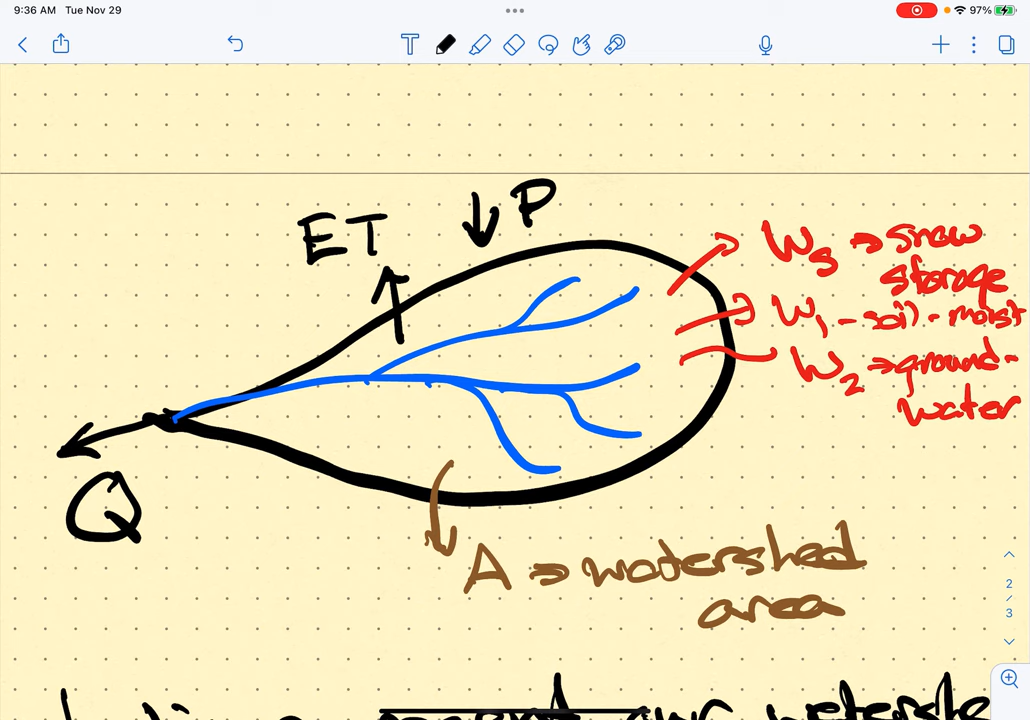 9:36 AM Tue Nov 29
97%
T
ET
P
Ws ⇒ snow
storage
W1 - soil - moist
W2 ⇒ ground-
water
Q
A ⇒ watershed
area
2
/
3